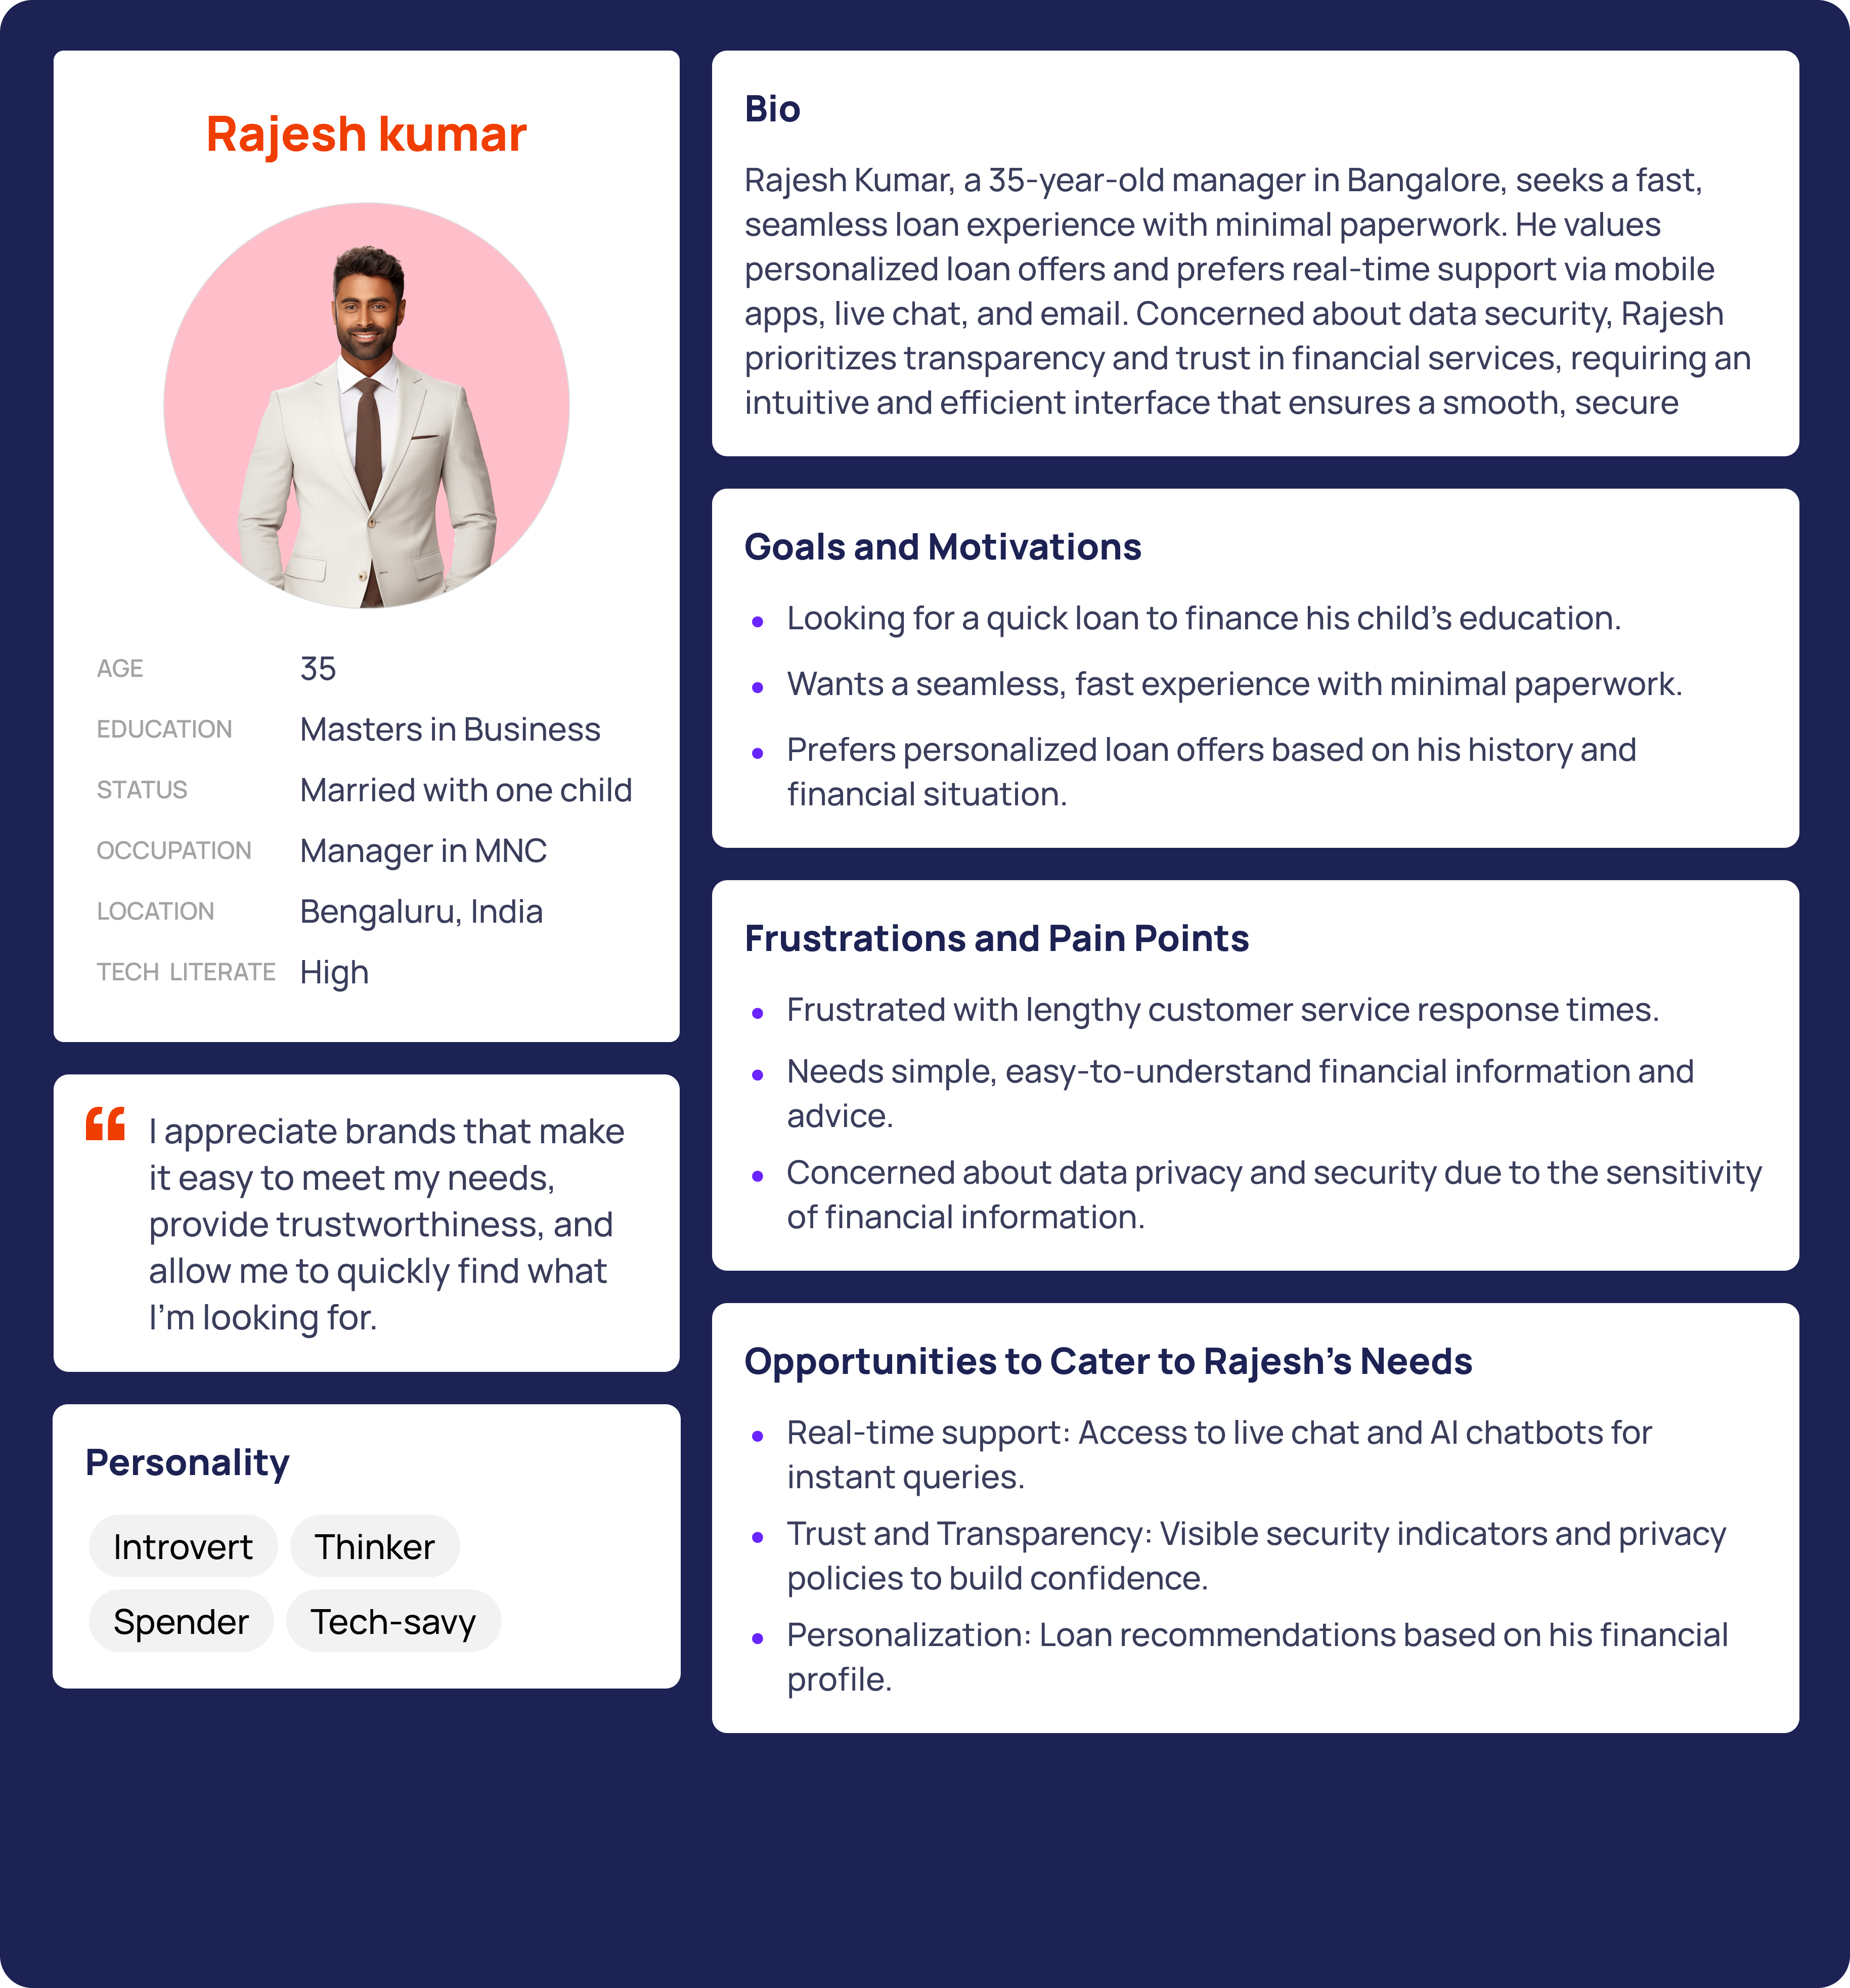 Rajesh kumar
AGE 35
EDUCATION Masters in Business
STATUS Married with one child
OCCUPATION Manager in MNC
LOCATION Bengaluru, India
TECH LITERATE High
“ I appreciate brands that make
it easy to meet my needs,
provide trustworthiness, and
allow me to quickly find what
I’m looking for.
Personality
Introvert Thinker
Spender Tech-savy
Bio
Rajesh Kumar, a 35-year-old manager in Bangalore, seeks a fast,
seamless loan experience with minimal paperwork. He values
personalized loan offers and prefers real-time support via mobile
apps, live chat, and email. Concerned about data security, Rajesh
prioritizes transparency and trust in financial services, requiring an
intuitive and efficient interface that ensures a smooth, secure
Goals and Motivations
• Looking for a quick loan to finance his child’s education.
• Wants a seamless, fast experience with minimal paperwork.
• Prefers personalized loan offers based on his history and
financial situation.
Frustrations and Pain Points
• Frustrated with lengthy customer service response times.
• Needs simple, easy-to-understand financial information and
advice.
• Concerned about data privacy and security due to the sensitivity
of financial information.
Opportunities to Cater to Rajesh’s Needs
• Real-time support: Access to live chat and AI chatbots for
instant queries.
• Trust and Transparency: Visible security indicators and privacy
policies to build confidence.
• Personalization: Loan recommendations based on his financial
profile.